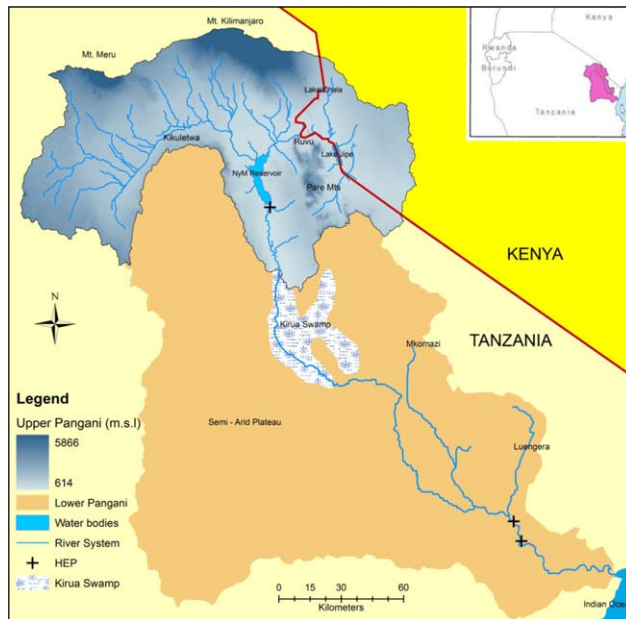 Mt. Kilimanjaro
Mt. Meru
Kenya
Rwanda
Burundi
Tanzania
Lake Chala
Kikuletwa
Ruvu
Lake Jipe
NyM Reservoir
Pare Mts
KENYA
N
Kirua Swamp
TANZANIA
Mkomazi
Legend
Upper Pangani (m.s.l)
5866
614
Semi - Arid Plateau
Luengera
Lower Pangani
Water bodies
River System
HEP
Kirua Swamp
0 15 30 60
Kilometers
Indian Ocea